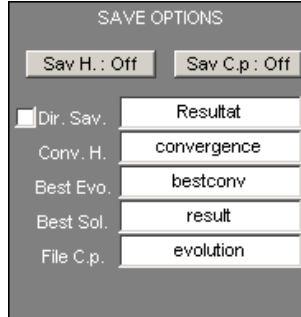 SAVE OPTIONS
Sav H. : Off Sav C.p : Off
Dir. Sav. Resultat
Conv. H. convergence
Best Evo. bestconv
Best Sol. result
File C.p. evolution